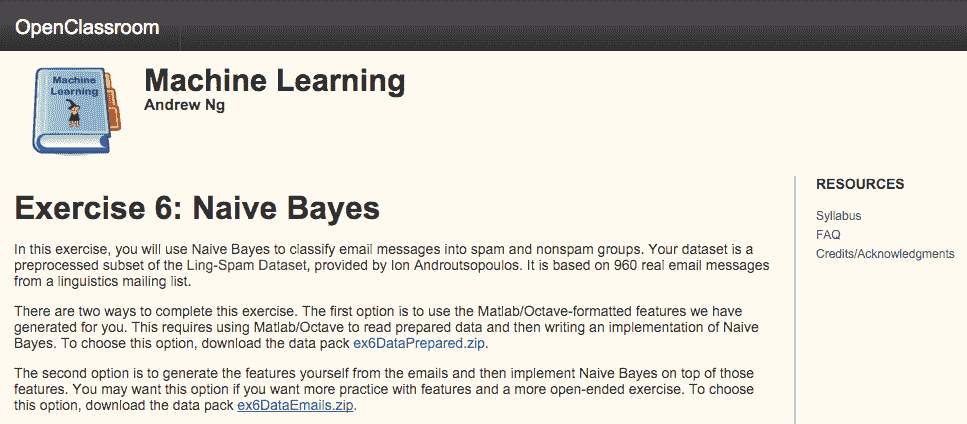 OpenClassroom
Machine
Learning
Machine Learning
Andrew Ng
Exercise 6: Naive Bayes
In this exercise, you will use Naive Bayes to classify email messages into spam and nonspam groups. Your dataset is a
preprocessed subset of the Ling-Spam Dataset, provided by Ion Androutsopoulos. It is based on 960 real email messages
from a linguistics mailing list.
There are two ways to complete this exercise. The first option is to use the Matlab/Octave-formatted features we have
generated for you. This requires using Matlab/Octave to read prepared data and then writing an implementation of Naive
Bayes. To choose this option, download the data pack ex6DataPrepared.zip.
The second option is to generate the features yourself from the emails and then implement Naive Bayes on top of those
features. You may want this option if you want more practice with features and a more open-ended exercise. To choose
this option, download the data pack ex6DataEmails.zip.
RESOURCES
Syllabus
FAQ
Credits/Acknowledgments